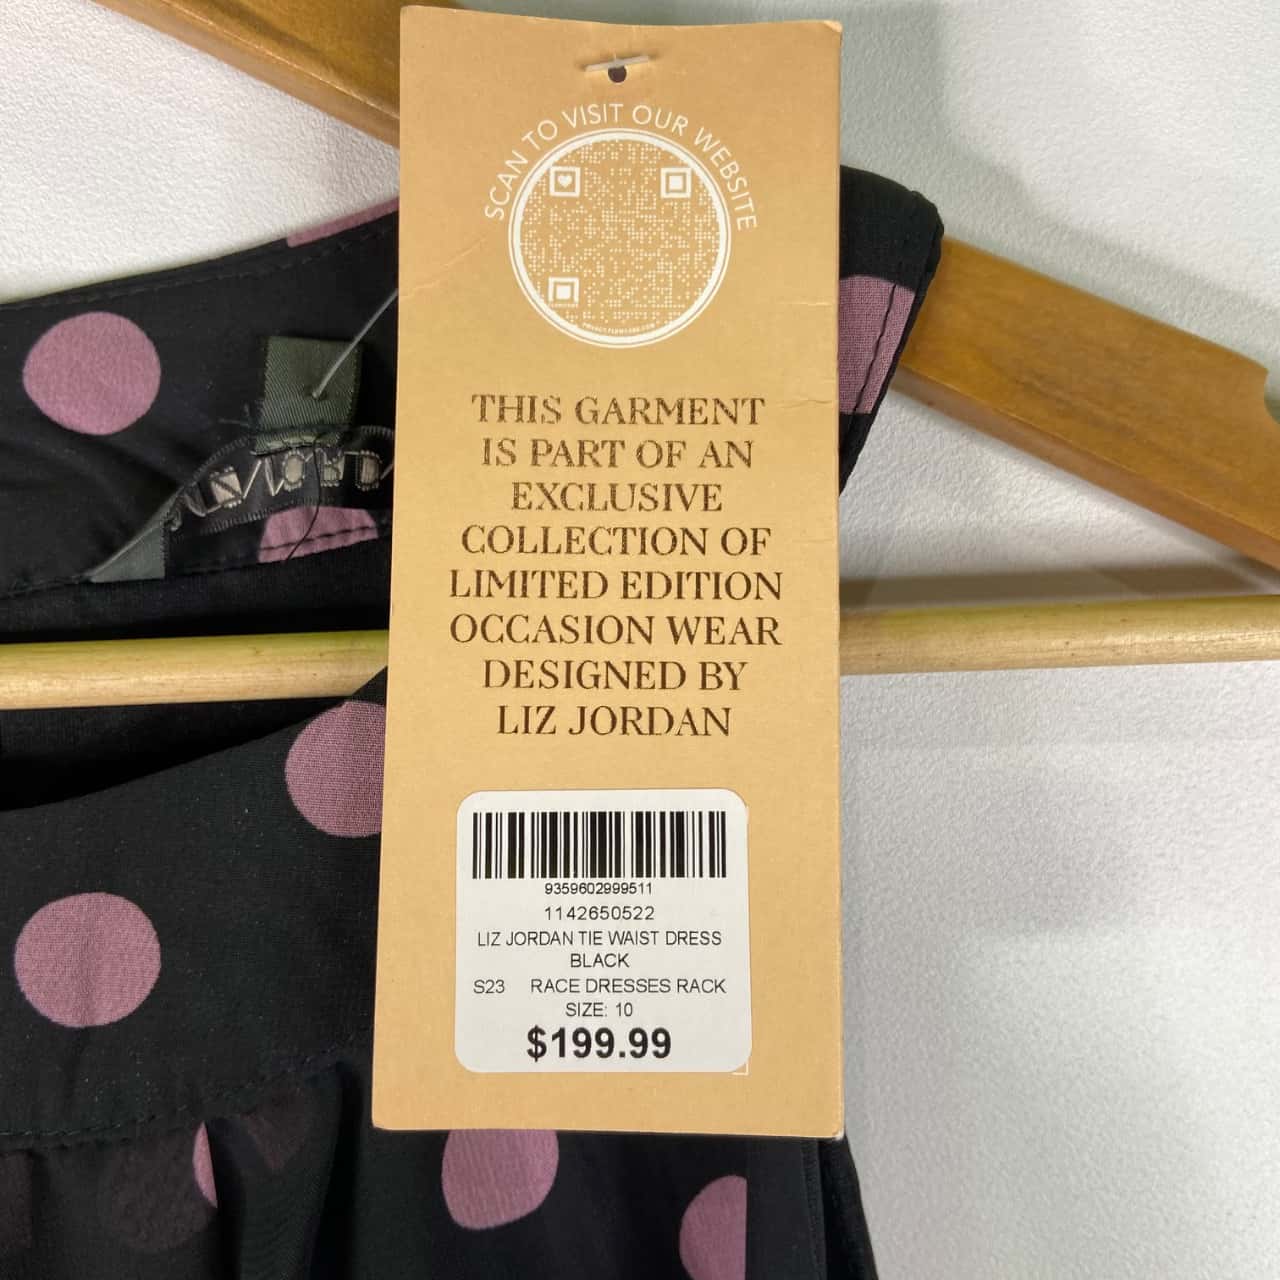 SCAN TO VISIT OUR WEBSITE
THIS GARMENT
IS PART OF AN
EXCLUSIVE
COLLECTION OF
LIMITED EDITION
OCCASION WEAR
DESIGNED BY
LIZ JORDAN
9359602999511
1142650522
LIZ JORDAN TIE WAIST DRESS
BLACK
S23 RACE DRESSES RACK
SIZE: 10
$199.99